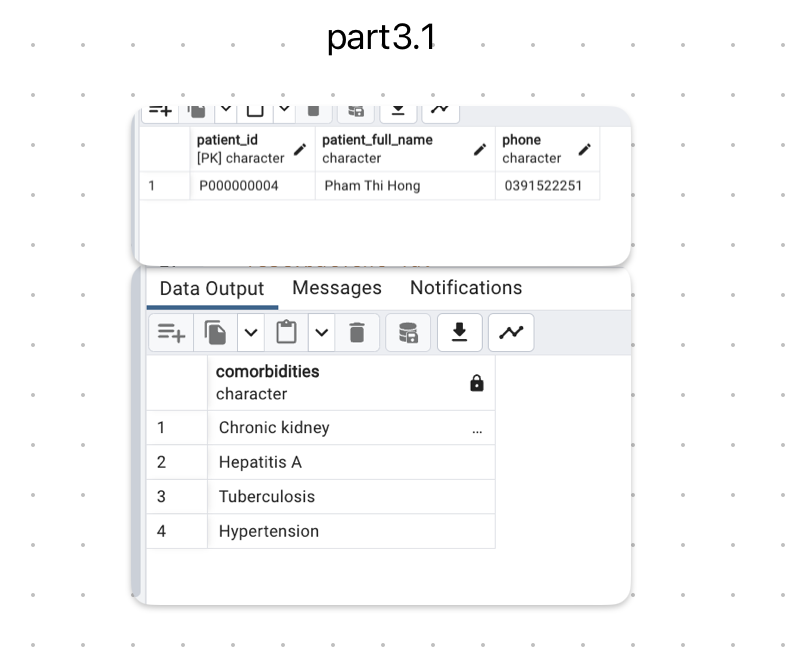 part3.1
patient_id patient_full_name phone
[PK] character character character
1 P000000004 Pham Thi Hong 0391522251
Data Output Messages Notifications
comorbidities
character
1 Chronic kidney ...
2 Hepatitis A
3 Tuberculosis
4 Hypertension